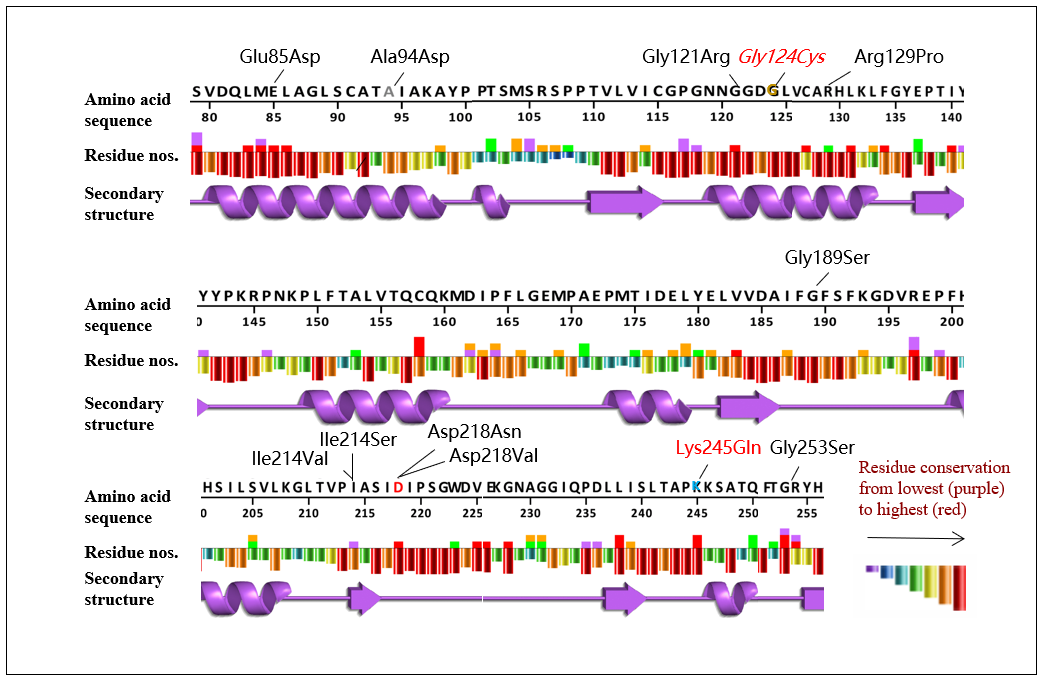 Glu85Asp Ala94Asp Gly121Arg Gly124Cys Arg129Pro
Amino acid sequence
SVDQLMELAGLSCATAIAKAYPPTSMSRSPPTVLVICGPGNNGGDGLVCARHLKLFGYEPTIY
80 85 90 95 100 105 110 115 120 125 130 135 140
Residue nos.
Secondary structure
Gly189Ser
Amino acid sequence
YYPKRPNKPLFTALVTQCQKMDIPFLGEMPAEPMTIDELYELVVDAIFGFSFKGDVREPFH
0 145 150 155 160 165 170 175 180 185 190 195 200
Residue nos.
Secondary structure
Ile214Val Ile214Ser Asp218Asn Asp218Val Lys245Gln Gly253Ser
Amino acid sequence
HSILSVLKGLTVPIASIDIPSGWDVEKGNAGGIQPDLLISLTAPKKSATQFTGRYH
0 205 210 215 220 225 230 235 240 245 250 255
Residue nos.
Secondary structure
Residue conservation
from lowest (purple)
to highest (red)